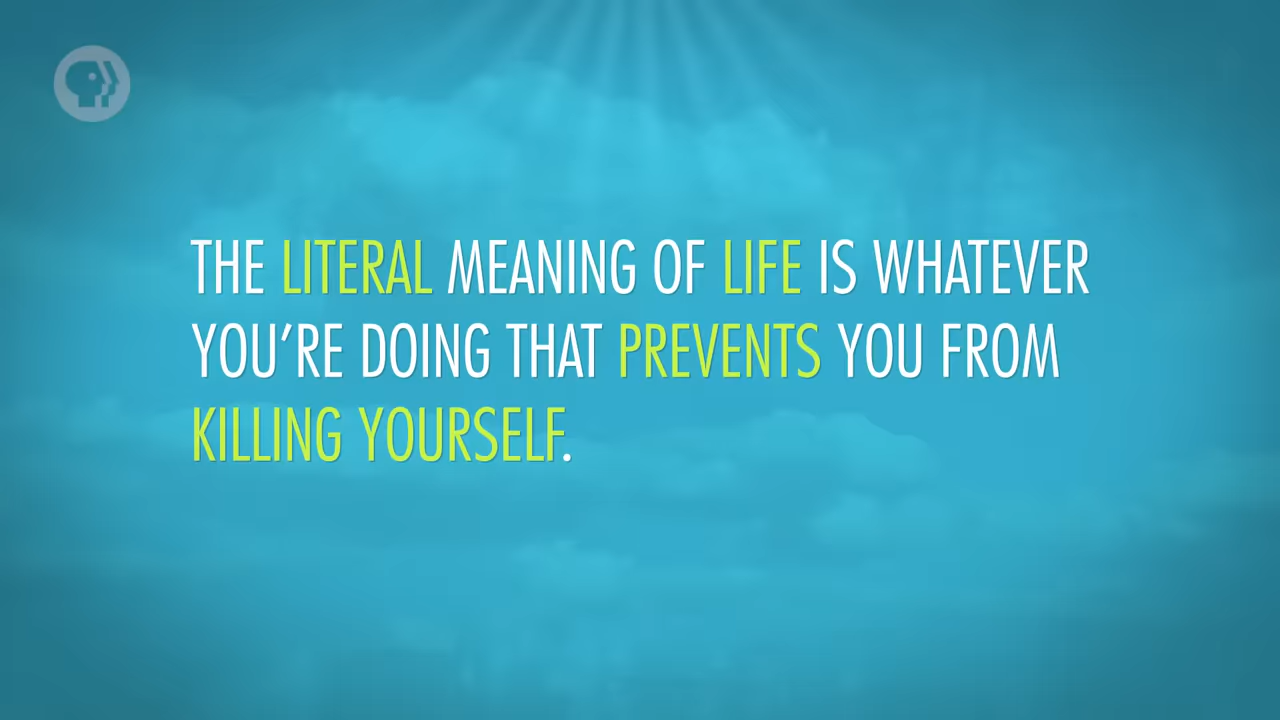 THE LITERAL MEANING OF LIFE IS WHATEVER
YOU’RE DOING THAT PREVENTS YOU FROM
KILLING YOURSELF.